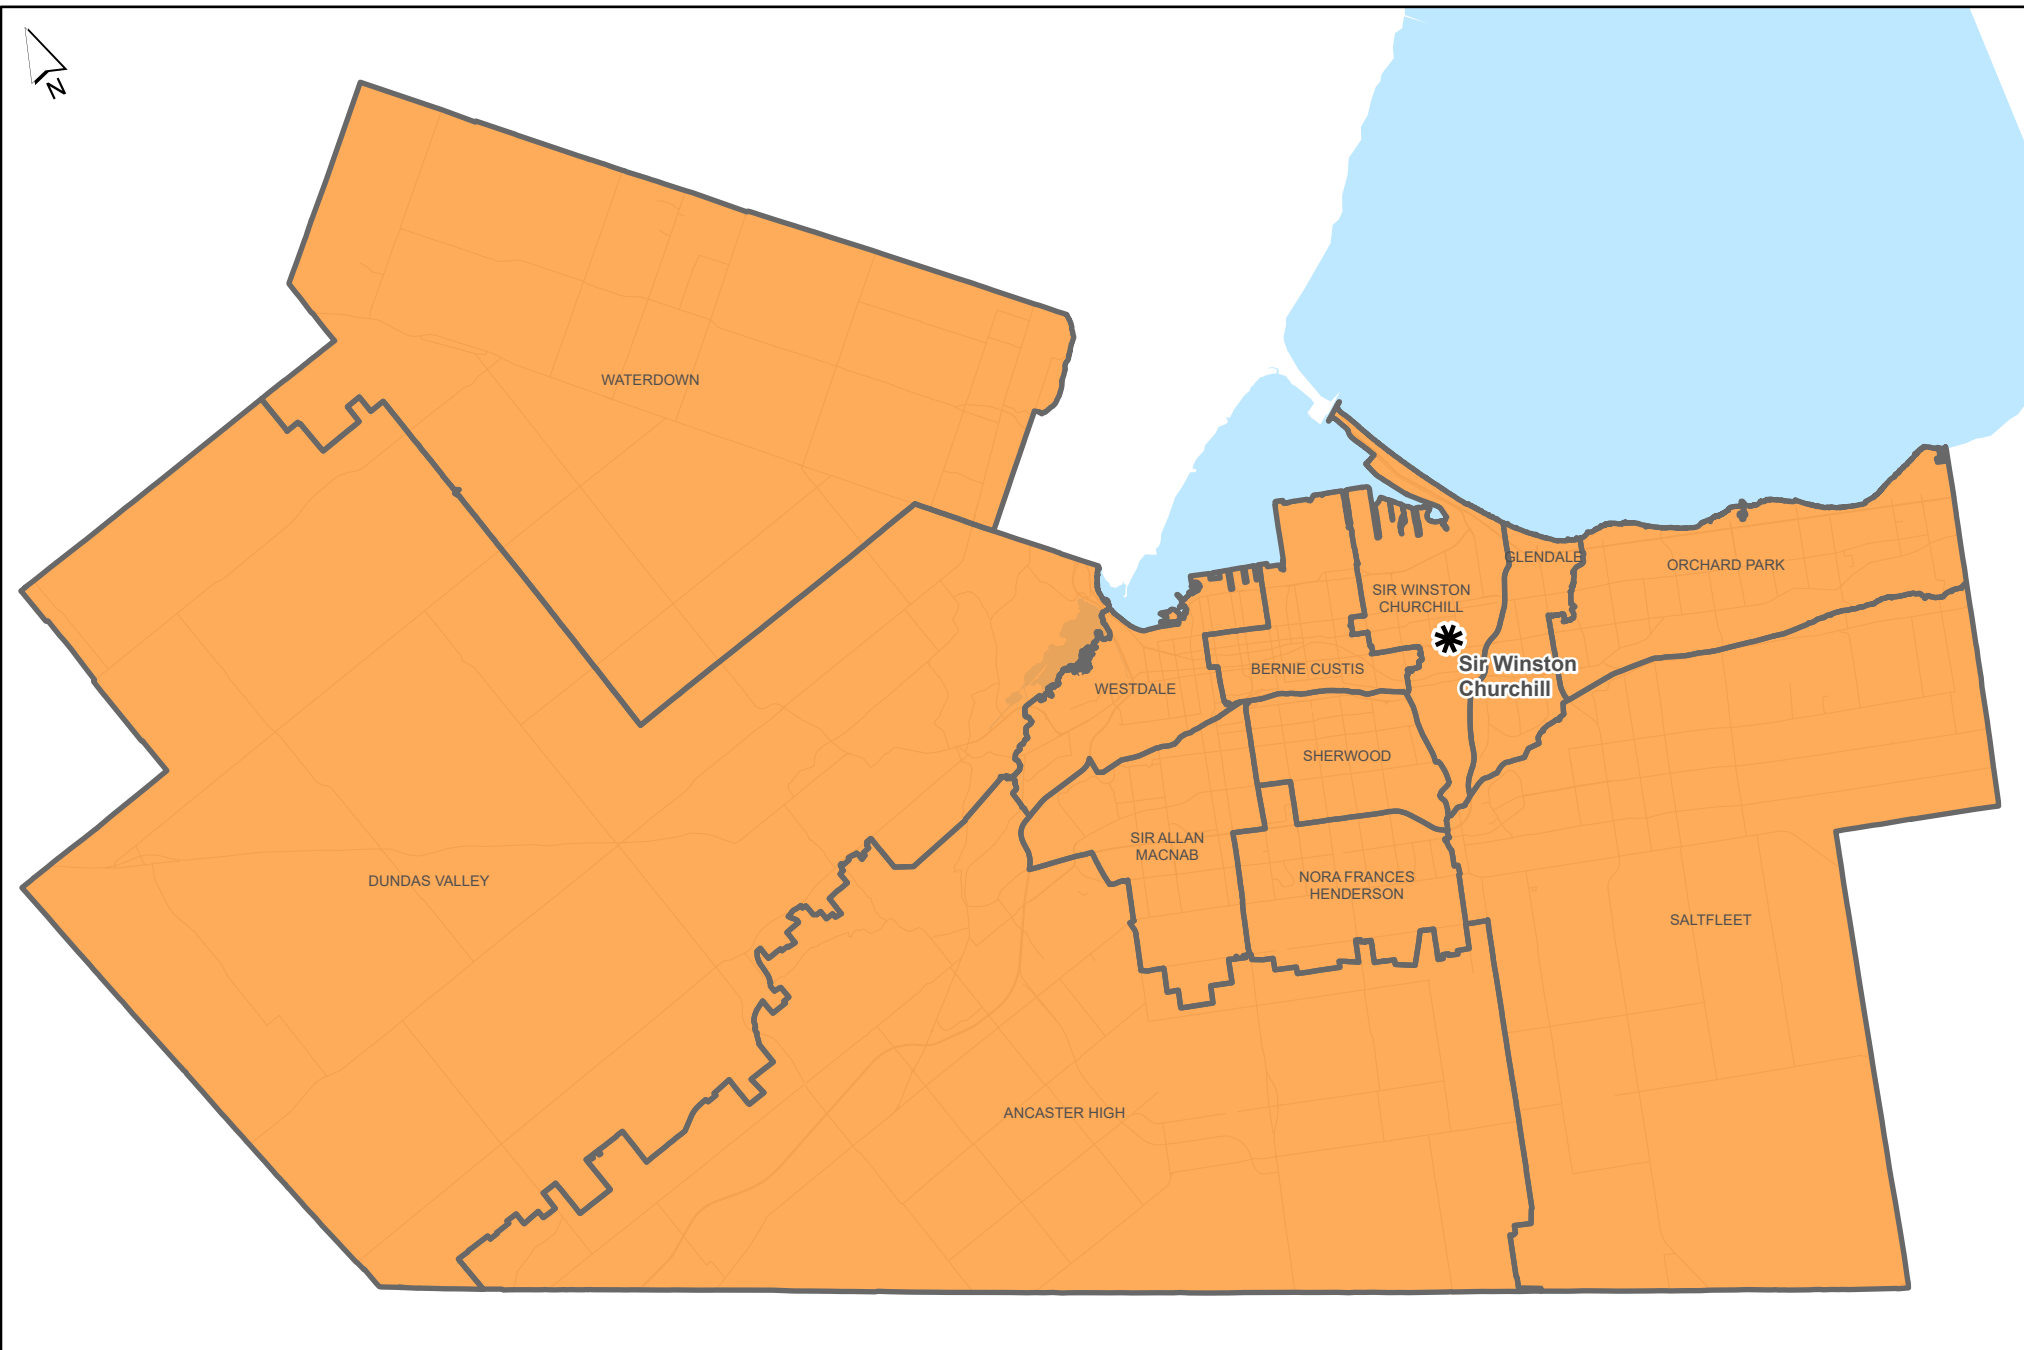 N
WATERDOWN
GLENDALE
ORCHARD PARK
SIR WINSTON
CHURCHILL
Sir Winston
Churchill
BERNIE CUSTIS
WESTDALE
SHERWOOD
SIR ALLAN
MACNAB
DUNDAS VALLEY
NORA FRANCES
HENDERSON
SALTFLEET
ANCASTER HIGH